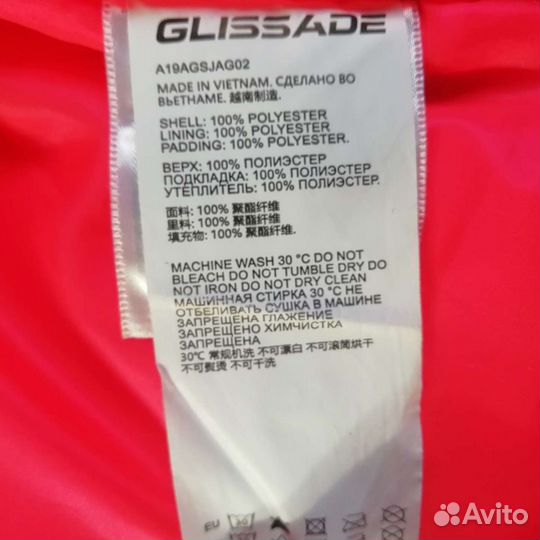 GLISSADE
A19AGSJAG02
MADE IN VIETNAM. СДЕЛАНО ВО
ВЬЕТНАМЕ. 越南制造.
SHELL: 100% POLYESTER
LINING: 100% POLYESTER
PADDING: 100% POLYESTER.
ВЕРХ: 100% ПОЛИЭСТЕР
ПОДКЛАДКА: 100% ПОЛИЭСТЕР
УТЕПЛИТЕЛЬ: 100% ПОЛИЭСТЕР.
面料: 100% 聚酯纤维
里料: 100% 聚酯纤维
填充物: 100% 聚酯纤维
MACHINE WASH 30 °C DO NOT
BLEACH DO NOT TUMBLE DRY DO
NOT IRON DO NOT DRY CLEAN
МАШИННАЯ СТИРКА 30 °C НЕ
ОТБЕЛИВАТЬ СУШКА В МАШИНЕ
ЗАПРЕЩЕНА ГЛАЖЕНИЕ
ЗАПРЕЩЕНО ХИМЧИСТКА
ЗАПРЕЩЕНА
30℃ 常规机洗 不可漂白 不可滚筒烘干
不可熨烫 不可干洗
EU 30
Avito